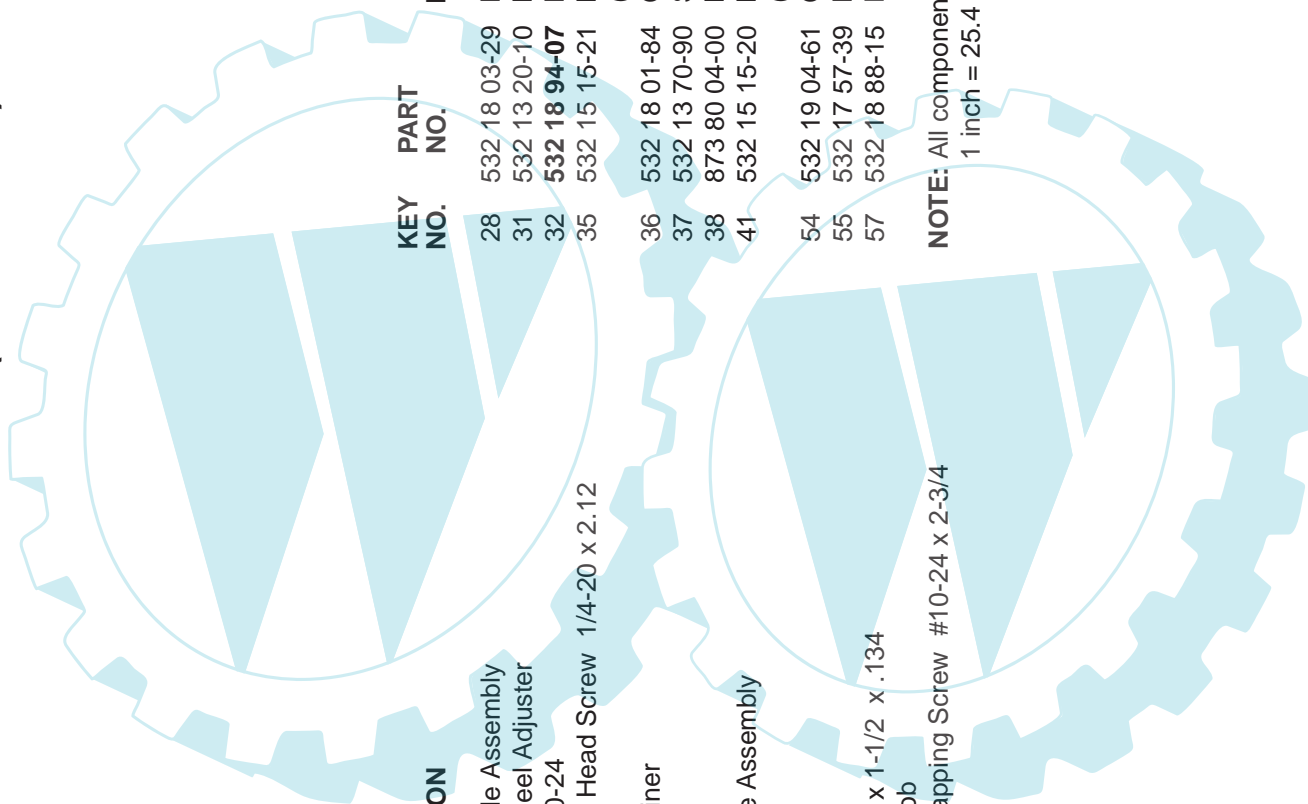 ON
le Assembly
eel Adjuster
0-24
Head Screw 1/4-20 x 2.12
iner
e Assembly
x 1-1/2 x .134
ob
apping Screw #10-24 x 2-3/4
KEY PART
NO. NO.
28 532 18 03-29
31 532 13 20-10
32 532 18 94-07
35 532 15 15-21
36 532 18 01-84
37 532 13 70-90
38 873 80 04-00
41 532 15 15-20
54 532 19 04-61
55 532 17 57-39
57 532 18 88-15
NOTE: All componen
1 inch = 25.4